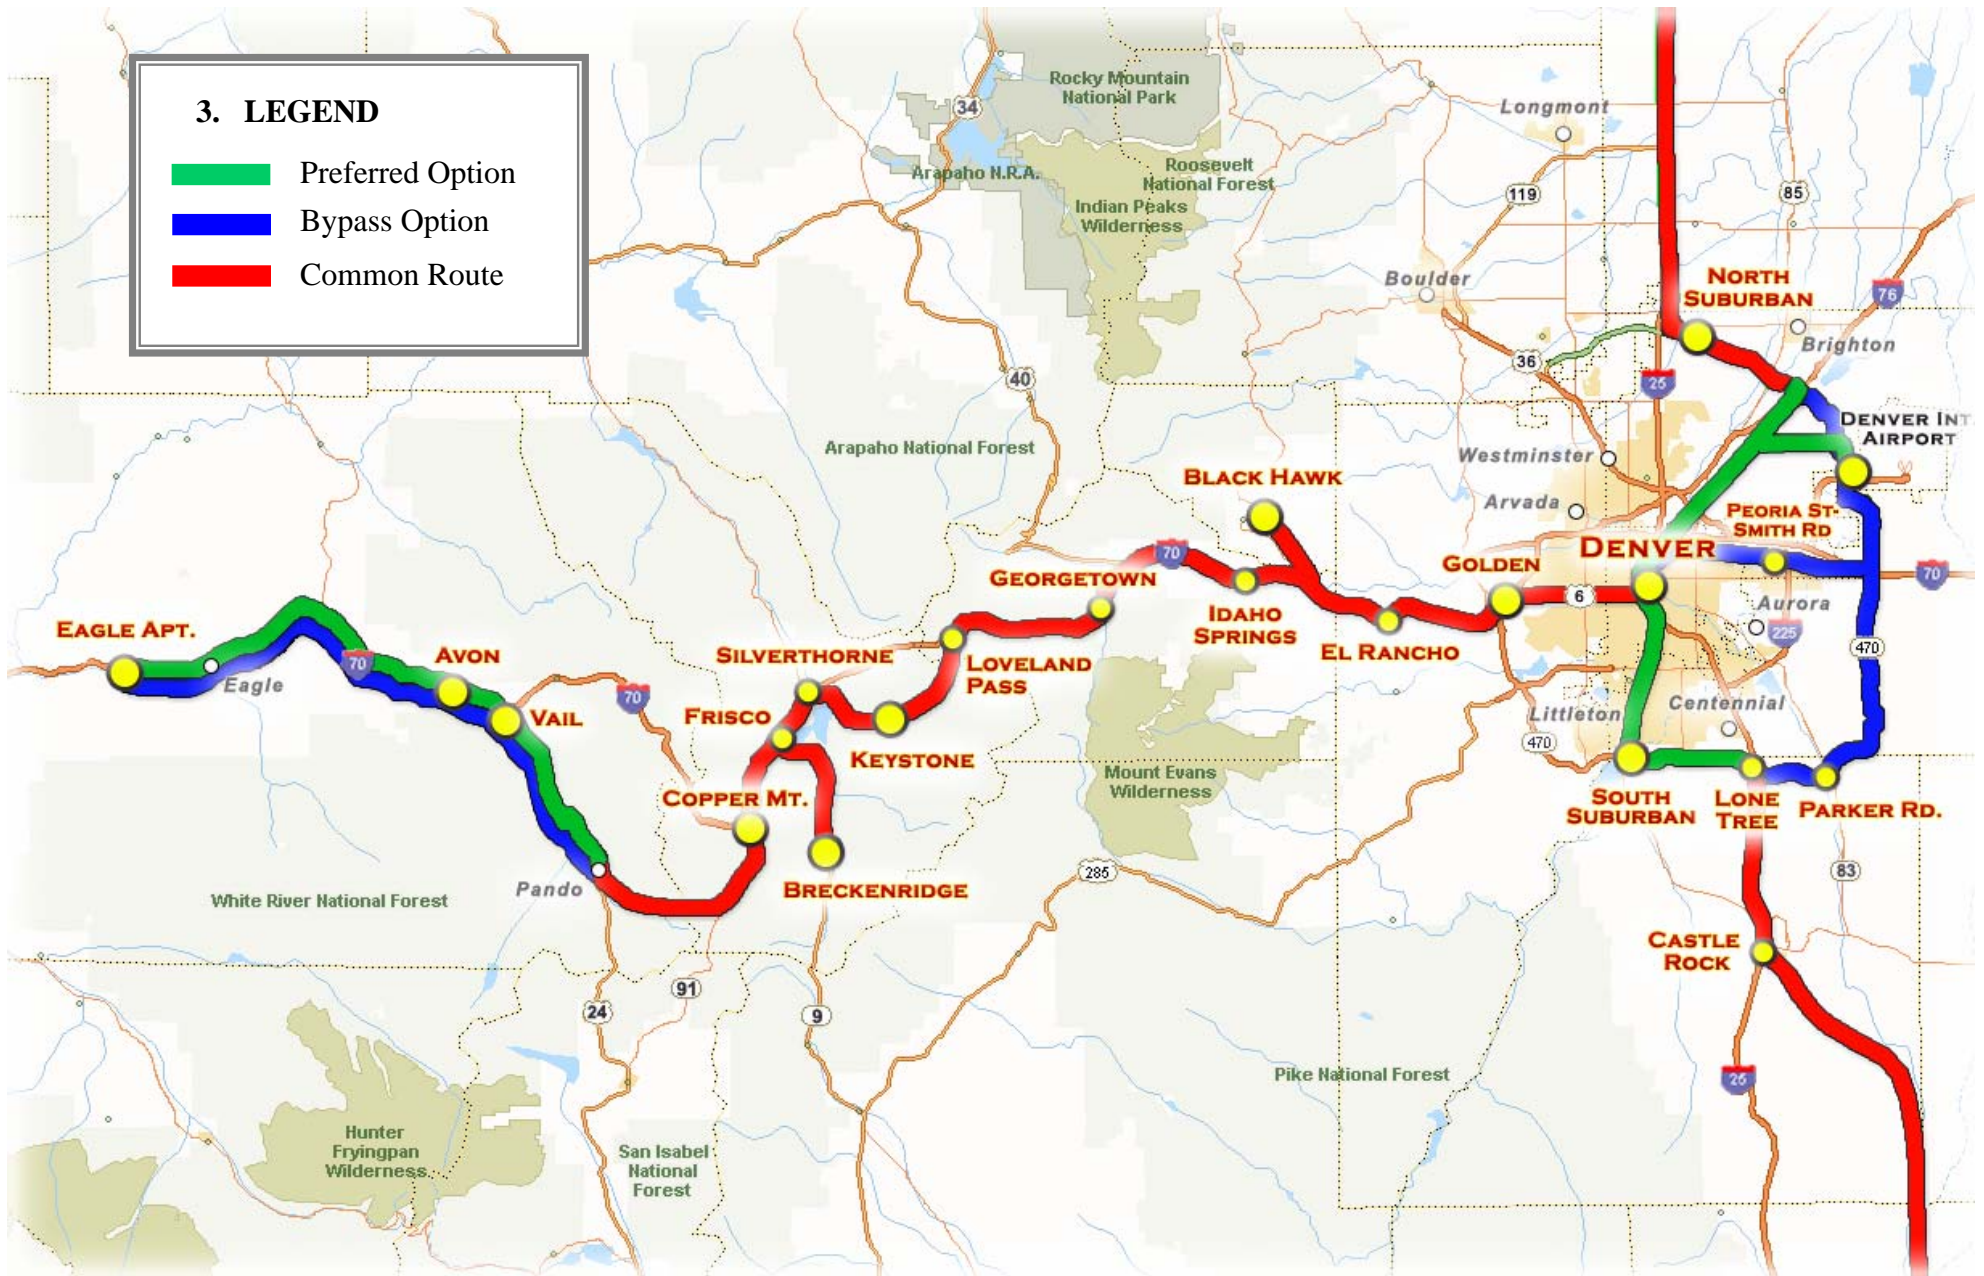 3. LEGEND
Preferred Option
Bypass Option
Common Route
34
Rocky Mountain
National Park
Arapaho N.R.A.
Roosevelt
National Forest
Indian Peaks
Wilderness
Longmont
119
85
Boulder
NORTH
SUBURBAN
76
36
25
Brighton
40
Arapaho National Forest
DENVER INT
AIRPORT
Westminster
Arvada
BLACK HAWK
PEORIA ST-
SMITH RD
DENVER
70
GEORGETOWN
70
IDAHO
SPRINGS
EL RANCHO
GOLDEN
6
Aurora
225
470
EAGLE APT.
Eagle
70
AVON
VAIL
70
SILVERTHORNE
FRISCO
LOVELAND
PASS
KEYSTONE
COPPER MT.
BRECKENRIDGE
Mount Evans
Wilderness
Littleton
Centennial
470
SOUTH
SUBURBAN
LONE
TREE
PARKER RD.
285
83
Pando
White River National Forest
CASTLE
ROCK
91
24
9
25
Pike National Forest
Hunter
Fryingpan
Wilderness
San Isabel
National
Forest